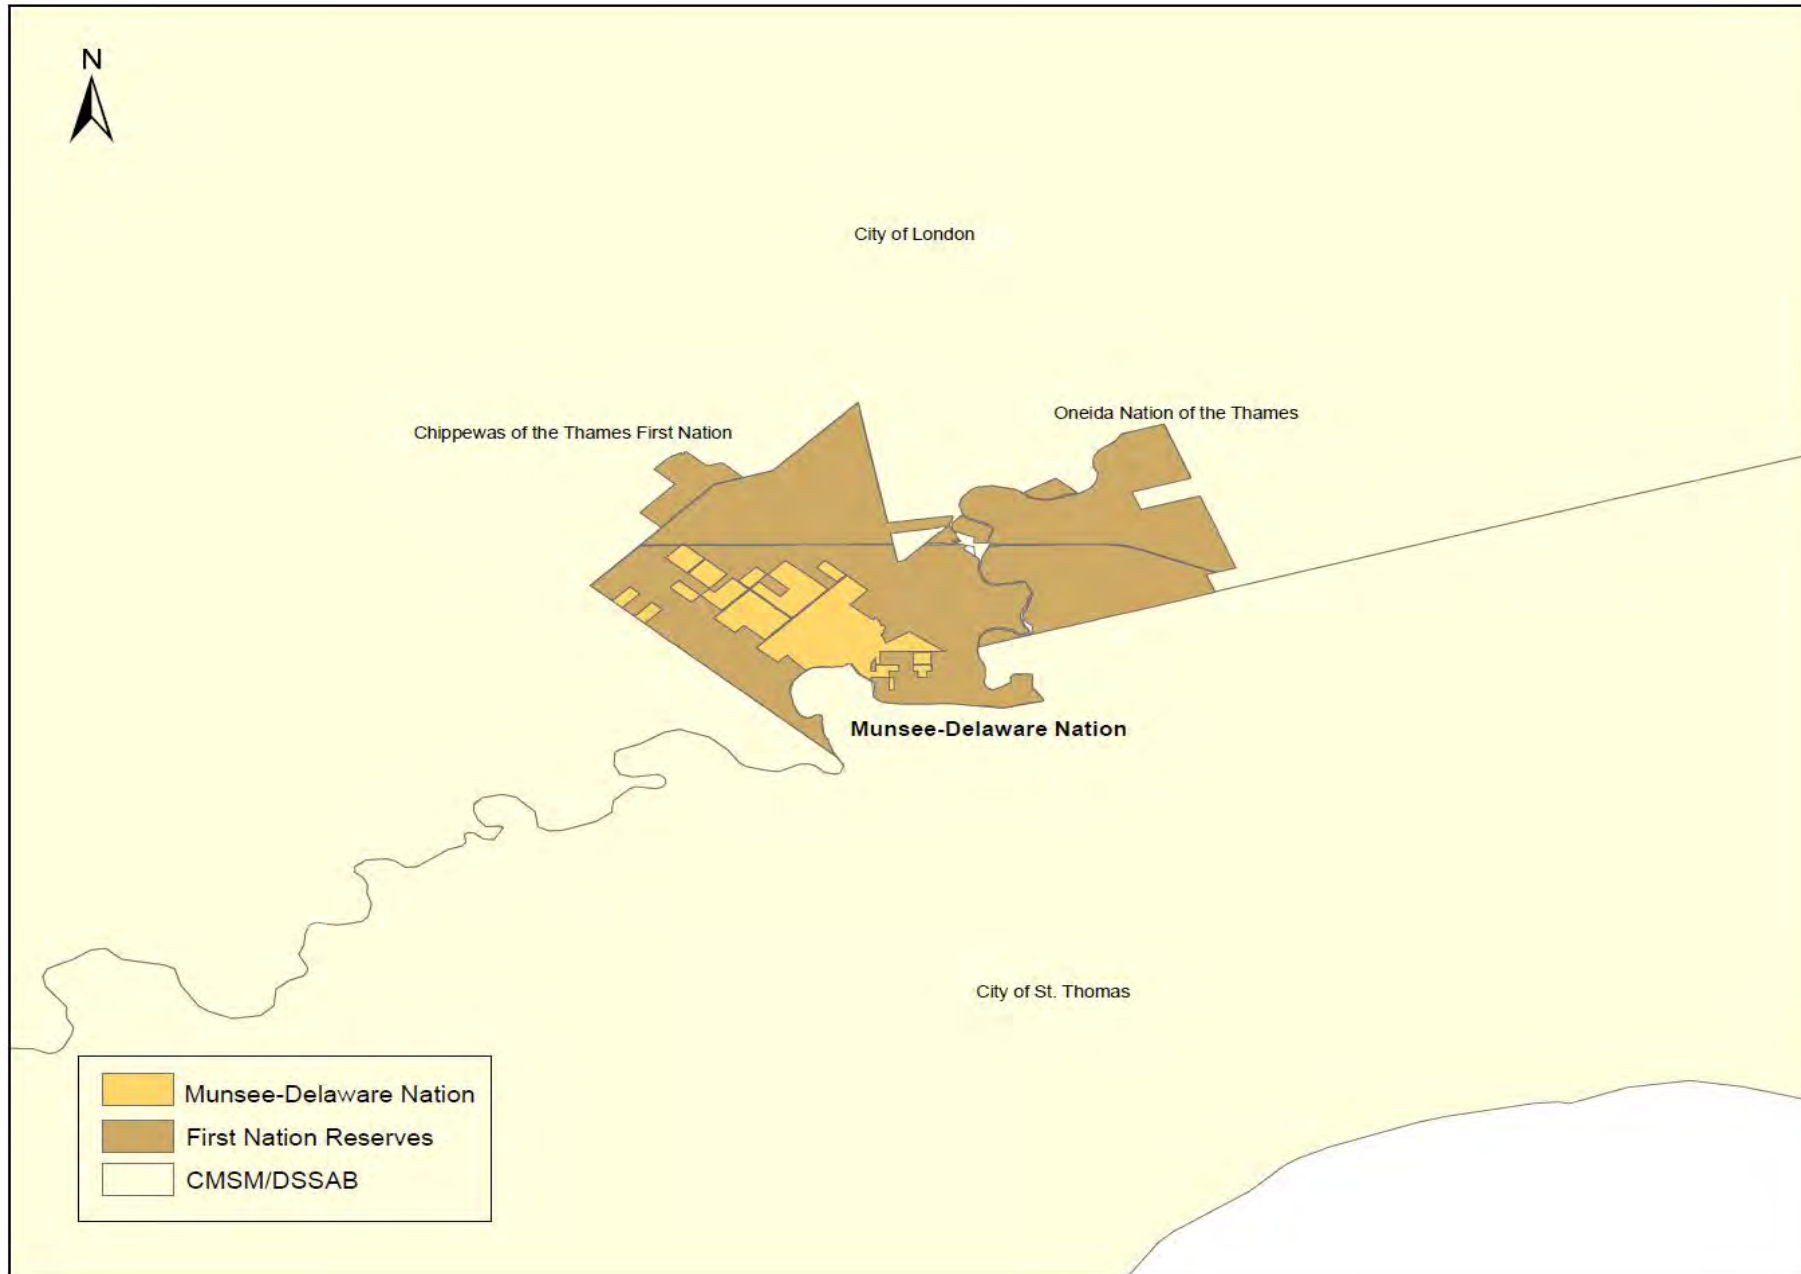 N
City of London
Oneida Nation of the Thames
Chippewas of the Thames First Nation
Munsee-Delaware Nation
City of St. Thomas
Munsee-Delaware Nation
First Nation Reserves
CMSM/DSSAB